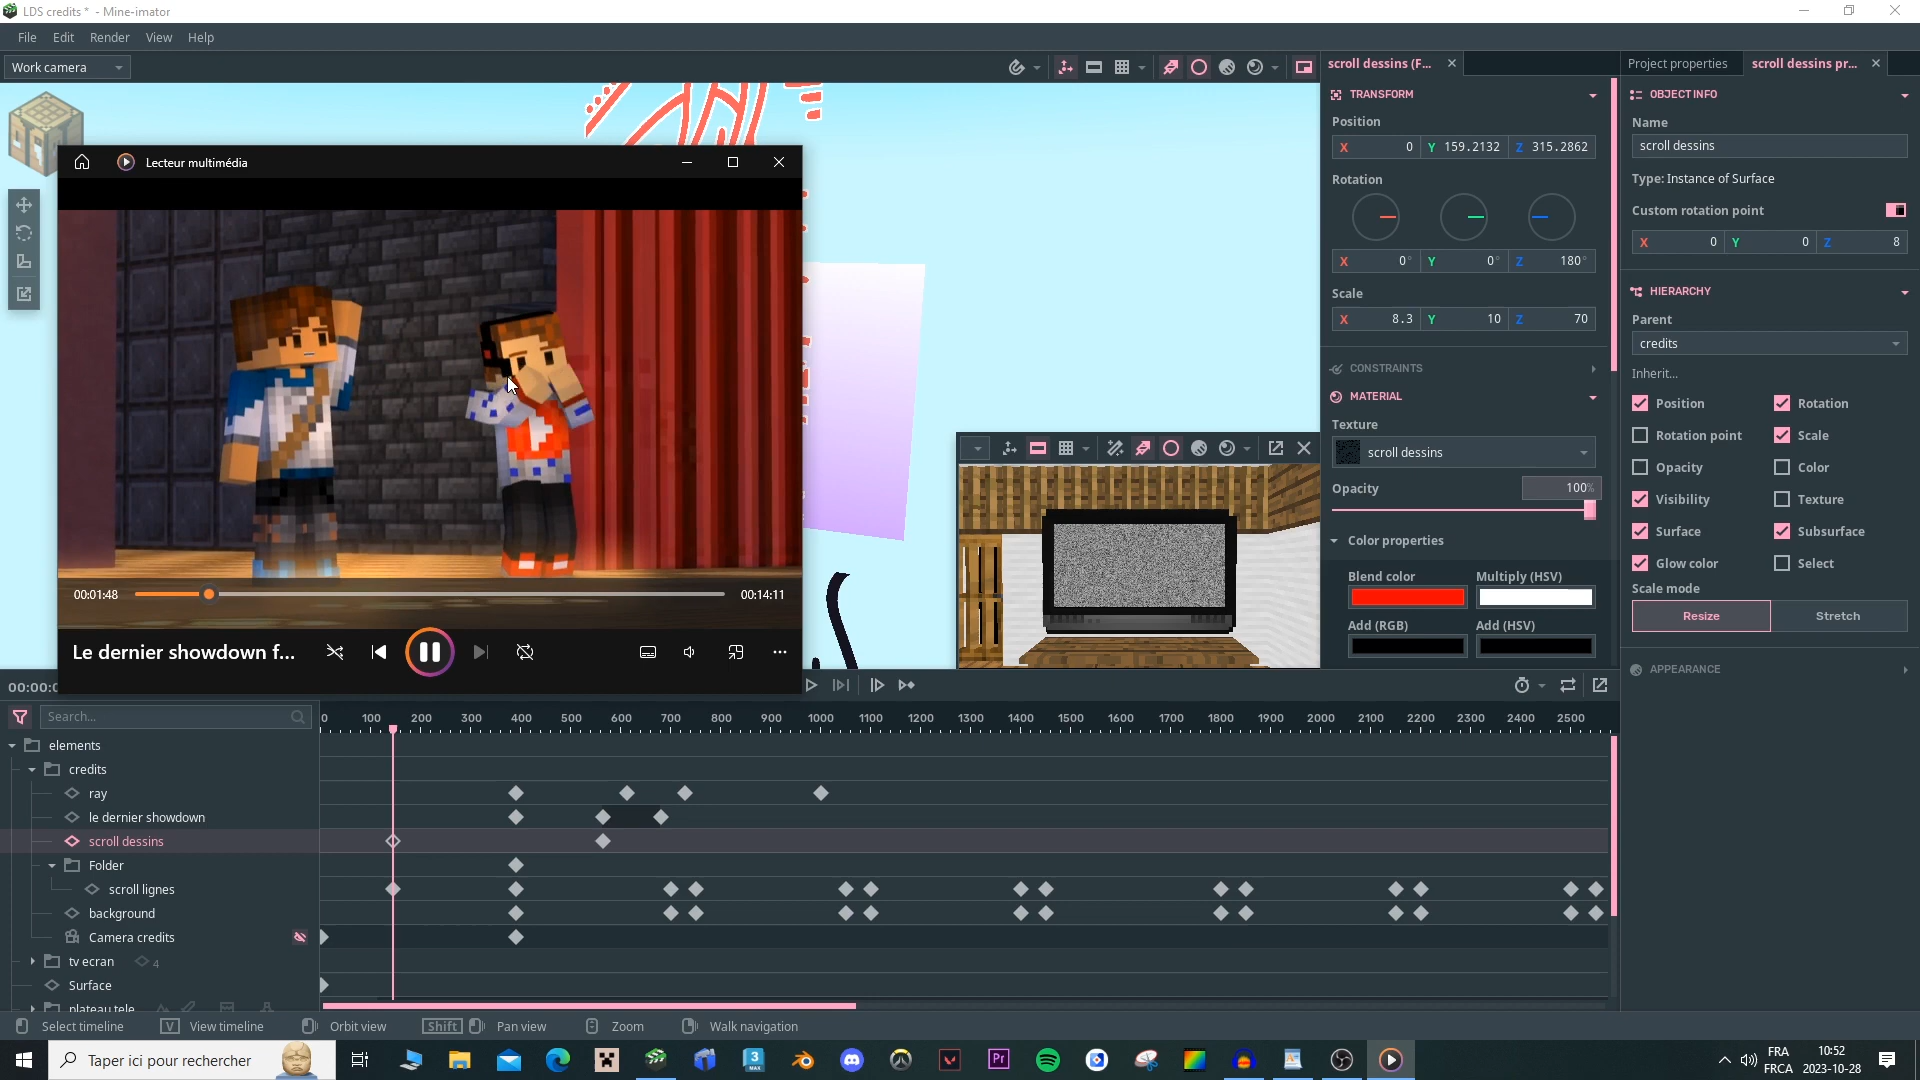 LDS credits * - Mine-imator
File Edit Render View Help
Work camera
scroll dessins (F...
Project properties
scroll dessins pr...
Lecteur multimédia
00:01:48
00:14:11
Le dernier showdown f...
TRANSFORM
Position
X 0 Y 159.2132 Z 315.2862
Rotation
X 0° Y 0° Z 180°
Scale
X 8.3 Y 10 Z 70
CONSTRAINTS
MATERIAL
Texture
scroll dessins
Opacity 100%
Color properties
Blend color Multiply (HSV)
Add (RGB) Add (HSV)
OBJECT INFO
Name
scroll dessins
Type: Instance of Surface
Custom rotation point
X 0 Y 0 Z 8
HIERARCHY
Parent
credits
Inherit...
Position Rotation
Rotation point Scale
Opacity Color
Visibility Texture
Surface Subsurface
Glow color Select
Scale mode
Resize Stretch
APPEARANCE
00:00:0
Search...
0 100 200 300 400 500 600 700 800 900 1000 1100 1200 1300 1400 1500 1600 1700 1800 1900 2000 2100 2200 2300 2400 2500
elements
credits
ray
le dernier showdown
scroll dessins
Folder
scroll lignes
background
Camera credits
tv ecran 4
Surface
plateau tele
Select timeline V View timeline Orbit view Shift Pan view Zoom Walk navigation
Taper ici pour rechercher
3
MAX
Pr
FRA
FRCA
10:52
2023-10-28